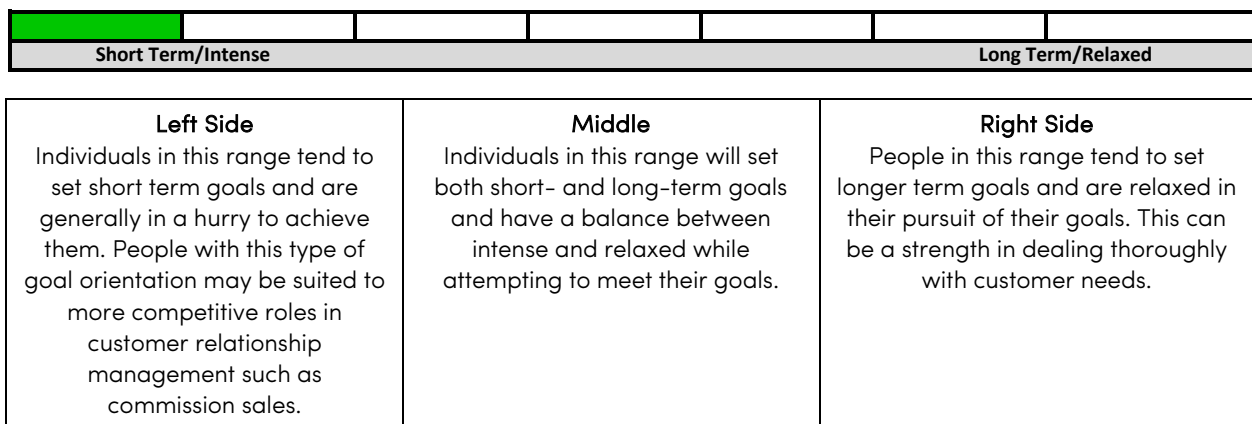 Short Term/Intense
Long Term/Relaxed
Left Side
Individuals in this range tend to
set short term goals and are
generally in a hurry to achieve
them. People with this type of
goal orientation may be suited to
more competitive roles in
customer relationship
management such as
commission sales.
Middle
Individuals in this range will set
both short- and long-term goals
and have a balance between
intense and relaxed while
attempting to meet their goals.
Right Side
People in this range tend to set
longer term goals and are relaxed in
their pursuit of their goals. This can
be a strength in dealing thoroughly
with customer needs.